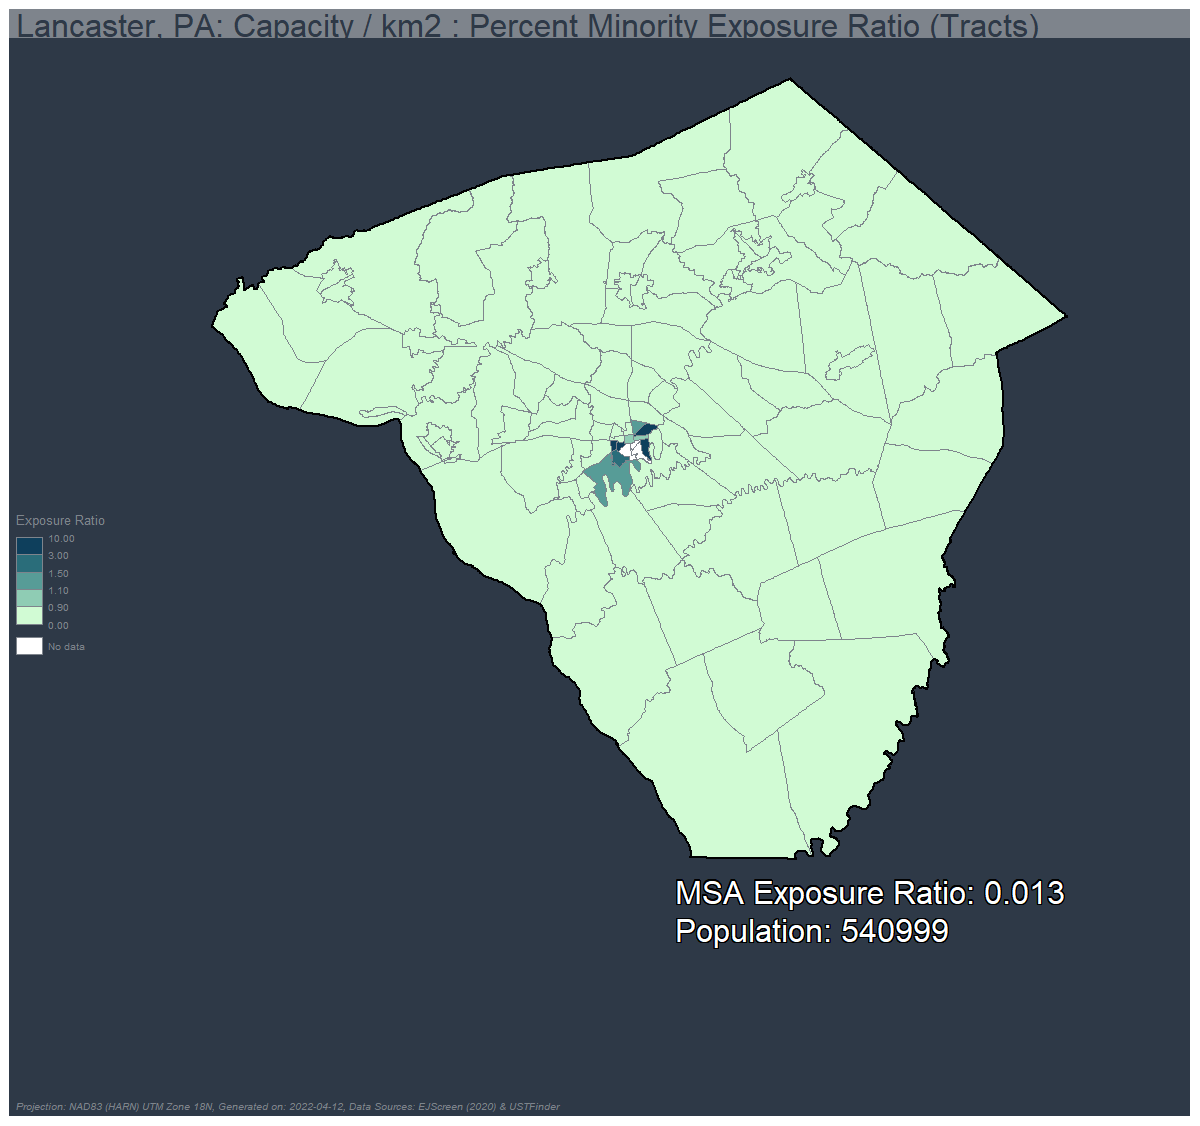 Lancaster, PA: Capacity / km2 : Percent Minority Exposure Ratio (Tracts)
Exposure Ratio
10.00
3.00
1.50
1.10
0.90
0.00
No data
MSA Exposure Ratio: 0.013
Population: 540999
Projection: NAD83 (HARN) UTM Zone 18N, Generated on: 2022-04-12, Data Sources: EJScreen (2020) & USTFinder